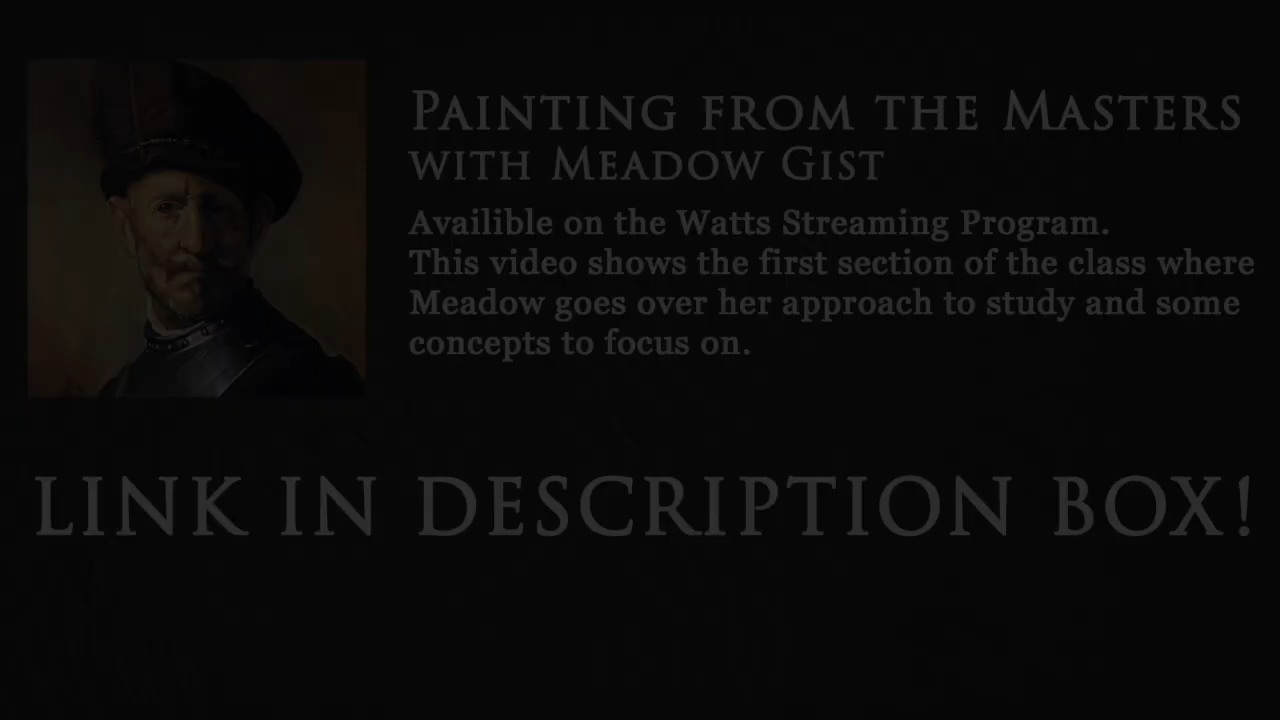 Painting from the Masters
with Meadow Gist
Availible on the Watts Streaming Program.
This video shows the first section of the class where
Meadow goes over her approach to study and some
concepts to focus on.
LINK IN DESCRIPTION BOX!